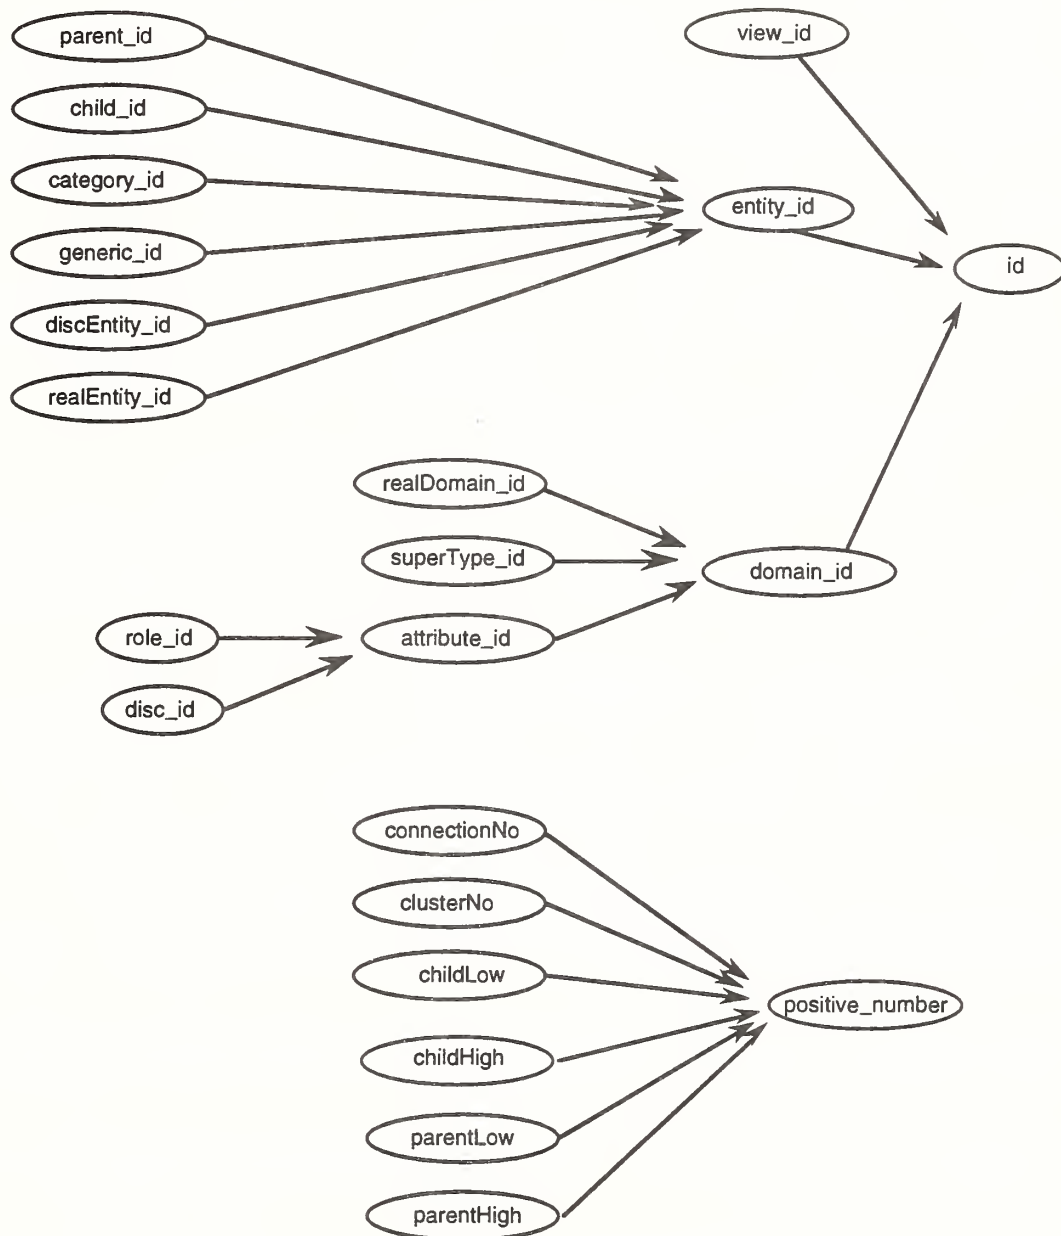 parent_id
view_id
child_id
category_id
entity_id
generic_id
id
discEntity_id
realEntity_id
realDomain_id
superType_id
domain_id
role_id
attribute_id
disc_id
connectionNo
clusterNo
childLow
positive_number
childHigh
parentLow
parentHigh